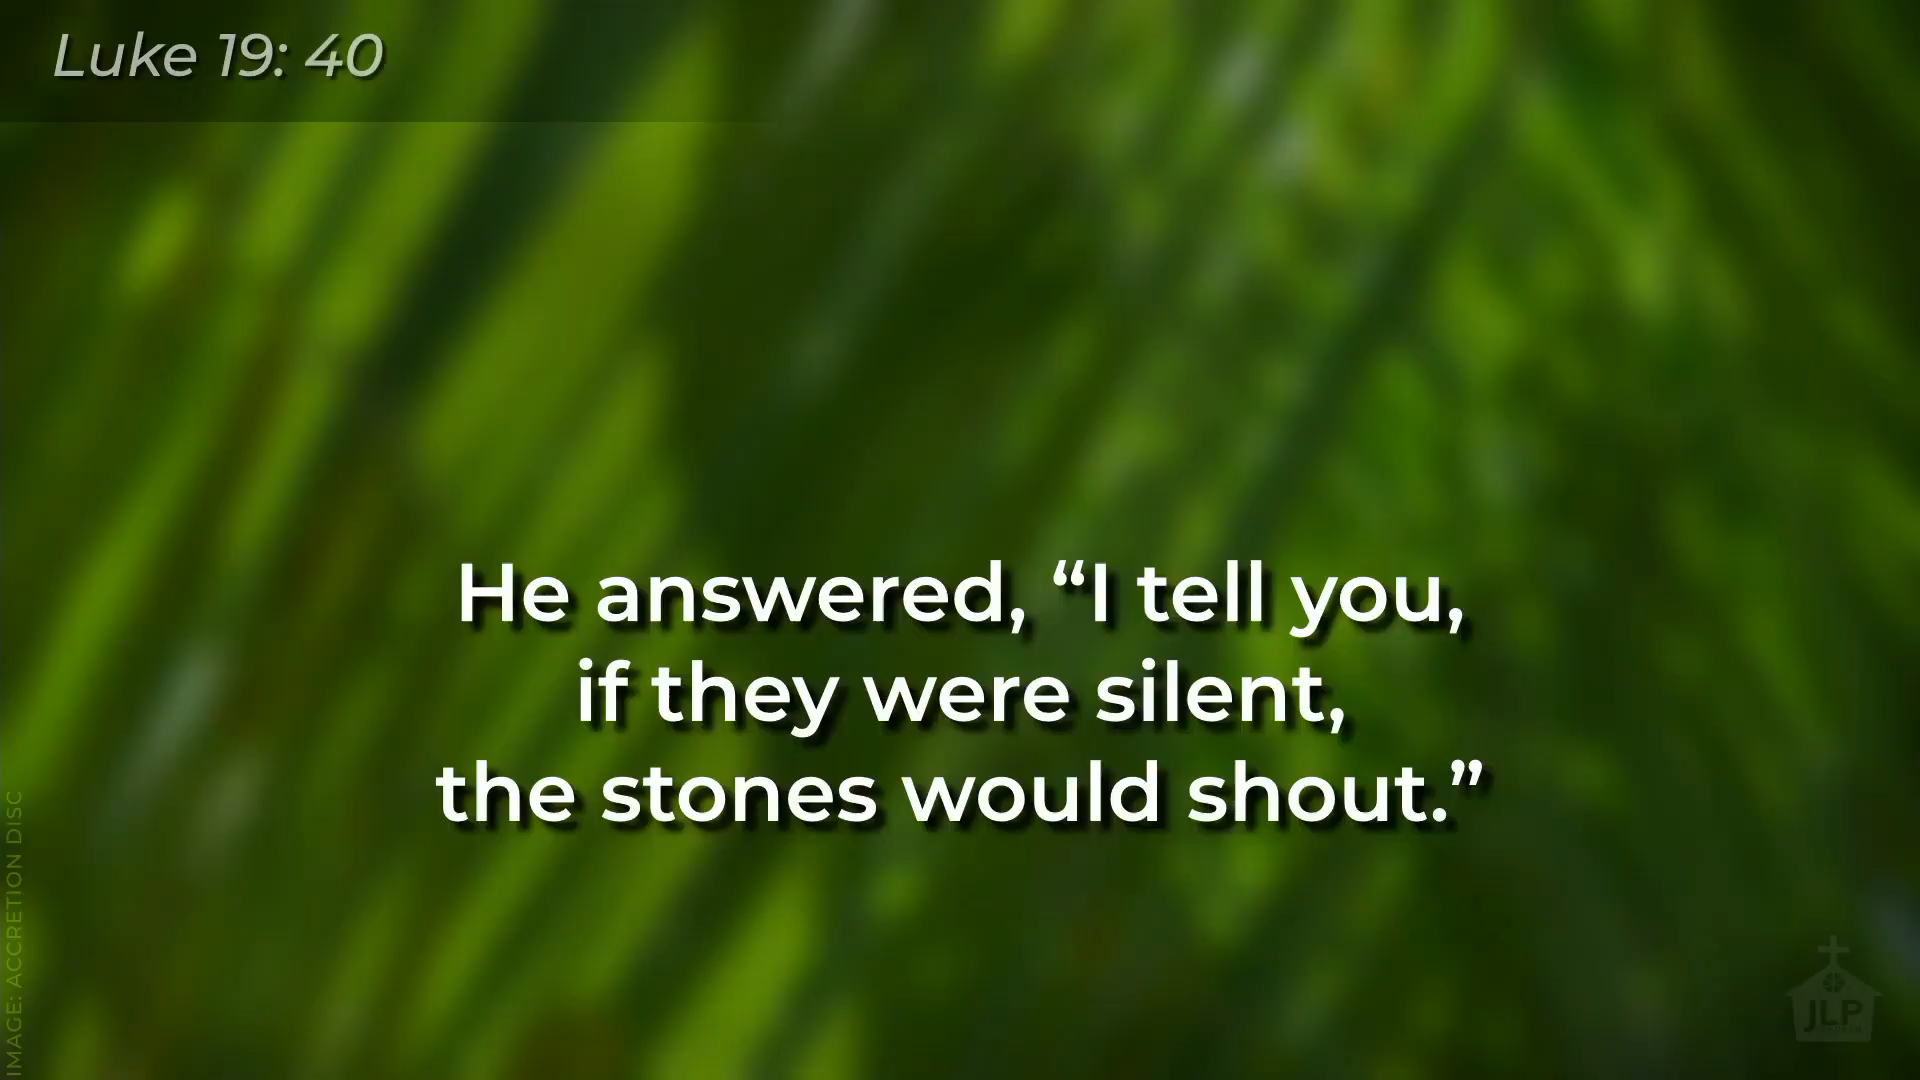 Luke 19: 40
He answered, “I tell you,
if they were silent,
the stones would shout.”
IMAGE: ACCRETION DISC
JLP